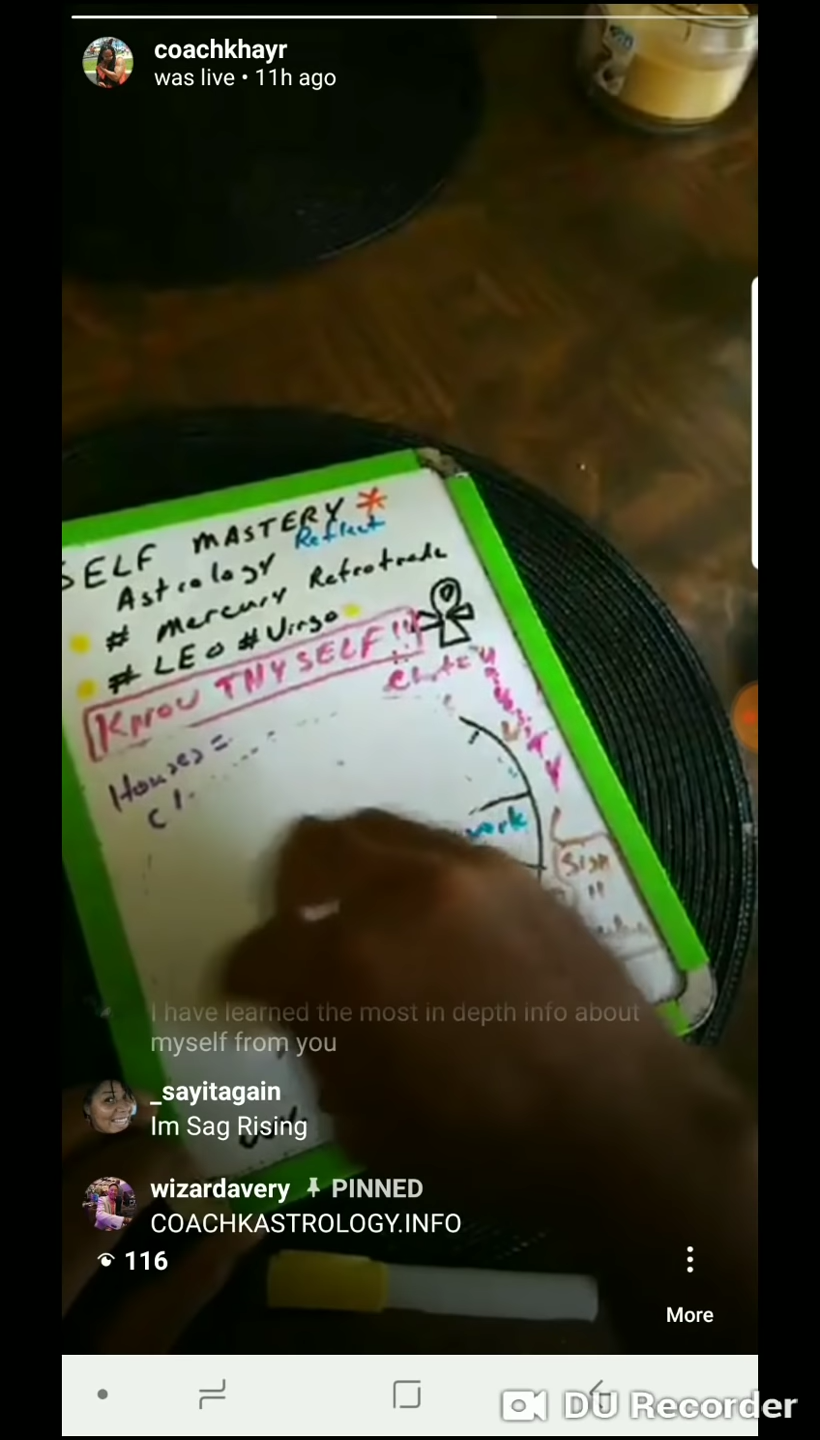 coachkhayr
was live • 11h ago
SELF MASTERY *
Reflect
Astrology
# Mercury Retrotrade
# LEO # Virgo
KNOW THYSELF!!
Houses =
work
Sign
I have learned the most in depth info about
myself from you
_sayitagain
Im Sag Rising
wizardavery PINNED
COACHKASTROLOGY.INFO
116
More
DU Recorder